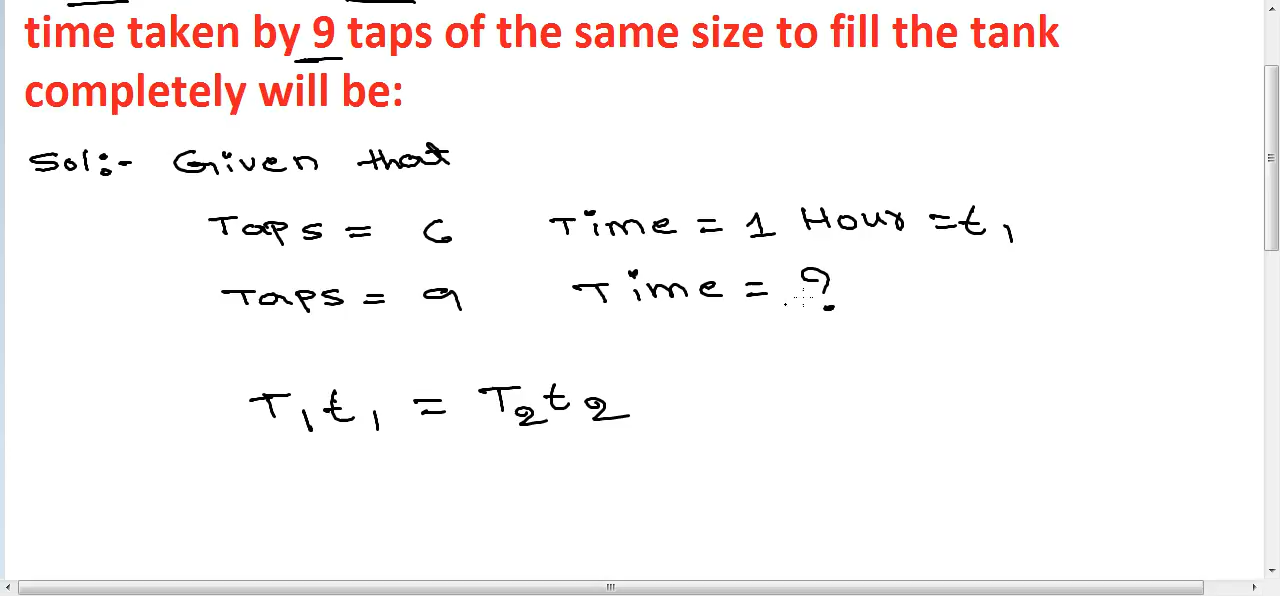 time taken by 9 taps of the same size to fill the tank
completely will be:
Sol:- Given that
Taps = 6 Time = 1 Hour = t1
Taps = 9 Time = ?
T1t1 = T2t2